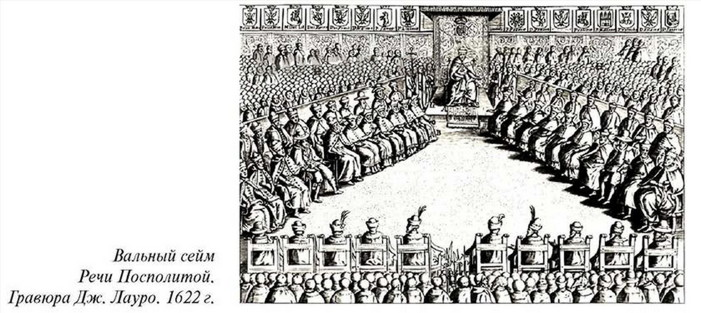 Вальный сейм
Речи Посполитой.
Гравюра Дж. Лауро. 1622 г.